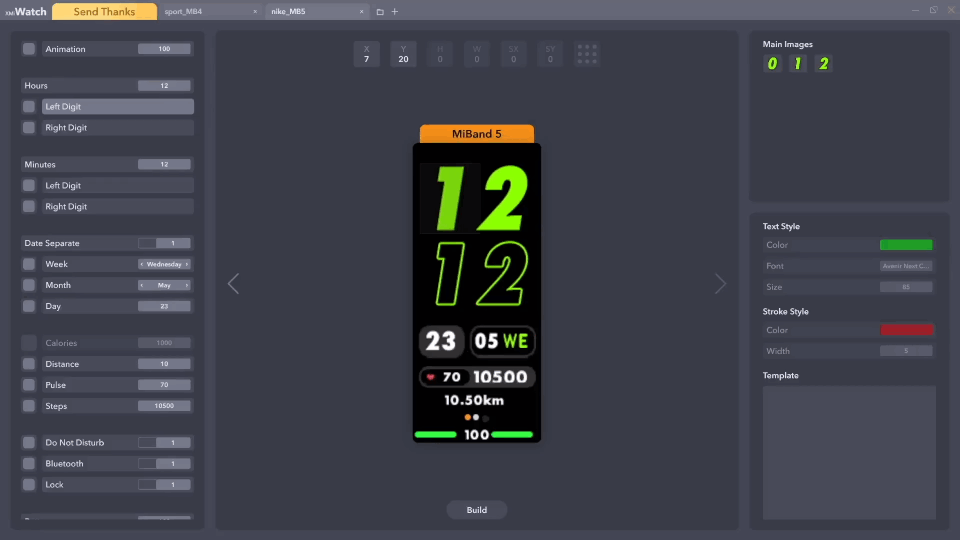 XMIWatch Send Thanks sport_MB4 × nike_MB5 × +
Animation 100
Hours 12
Left Digit
Right Digit
Minutes 12
Left Digit
Right Digit
Date Separate 1
Week < Wednesday >
Month < May >
Day 23
Calories 1000
Distance 10
Pulse 70
Steps 10500
Do Not Disturb 1
Bluetooth 1
Lock 1
X Y H W SX SY
7 20 0 0 0 0
MiBand 5
12
12
23 05 WE
70 10500
10.50km
100
Build
Main Images
0 1 2
Text Style
Color
Font Avenir Next C...
Size 65
Stroke Style
Color
Width 5
Template